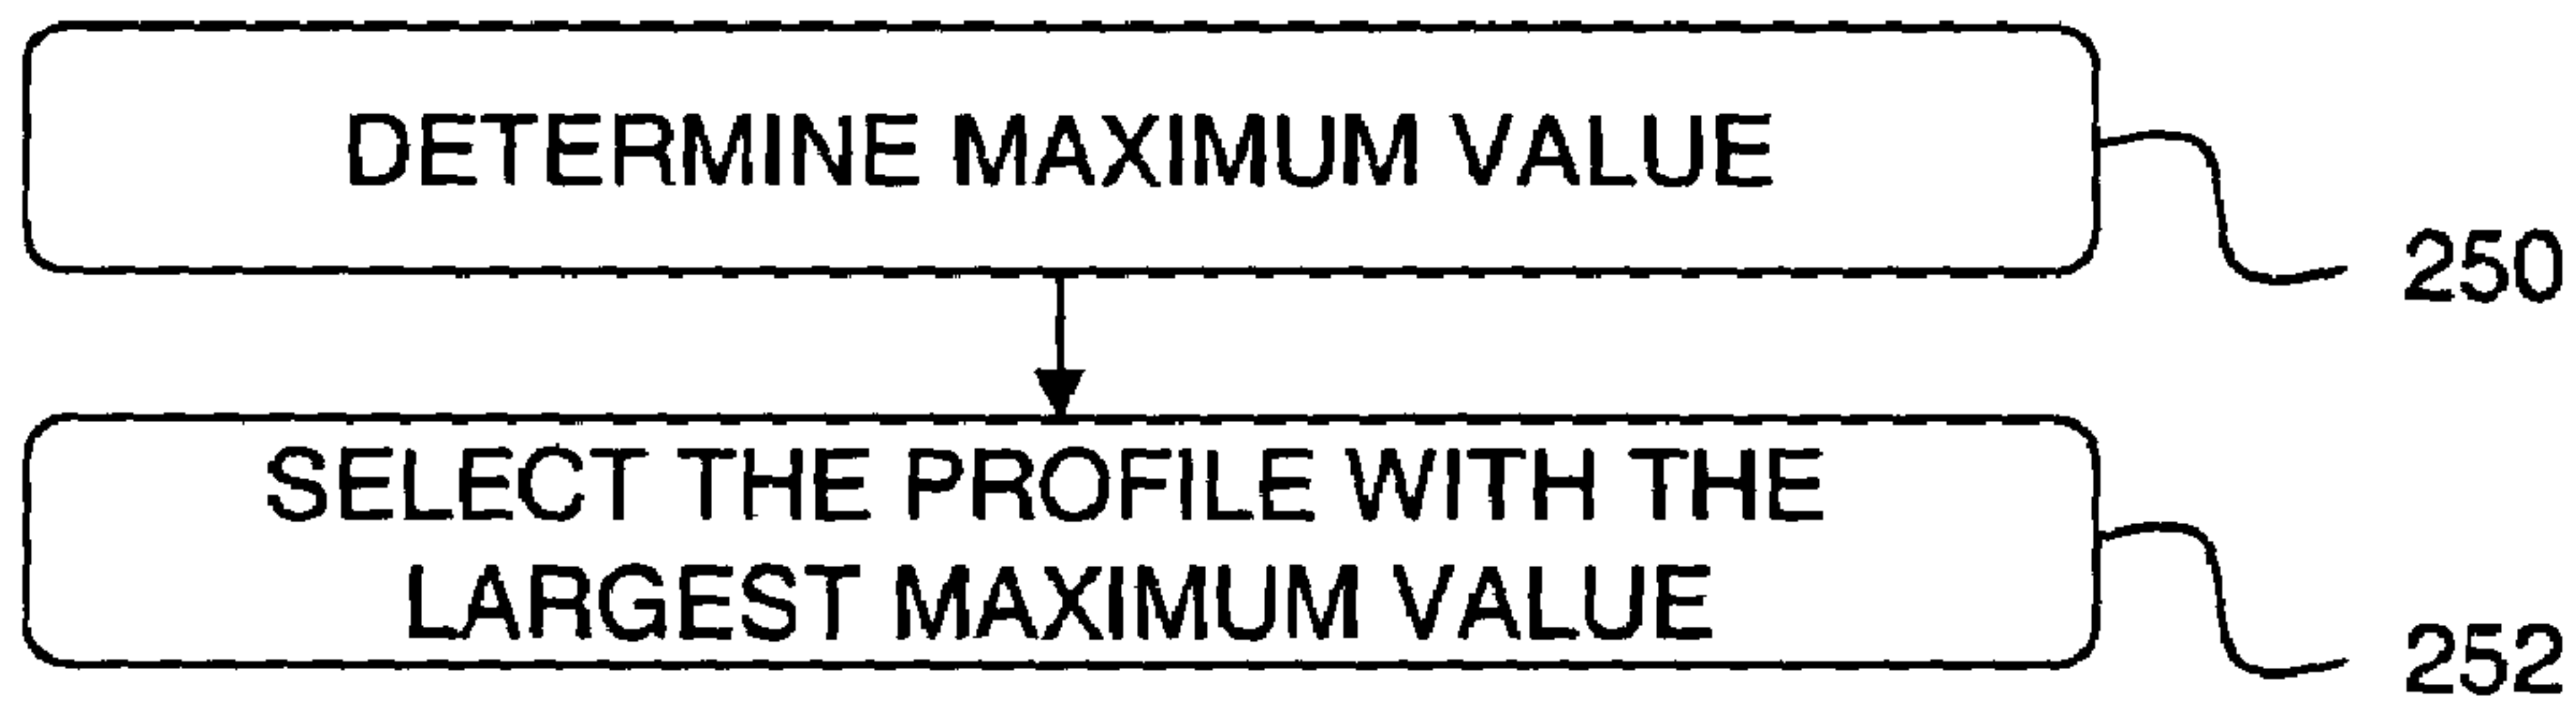 DETERMINE MAXIMUM VALUE
250
SELECT THE PROFILE WITH THE
LARGEST MAXIMUM VALUE
252